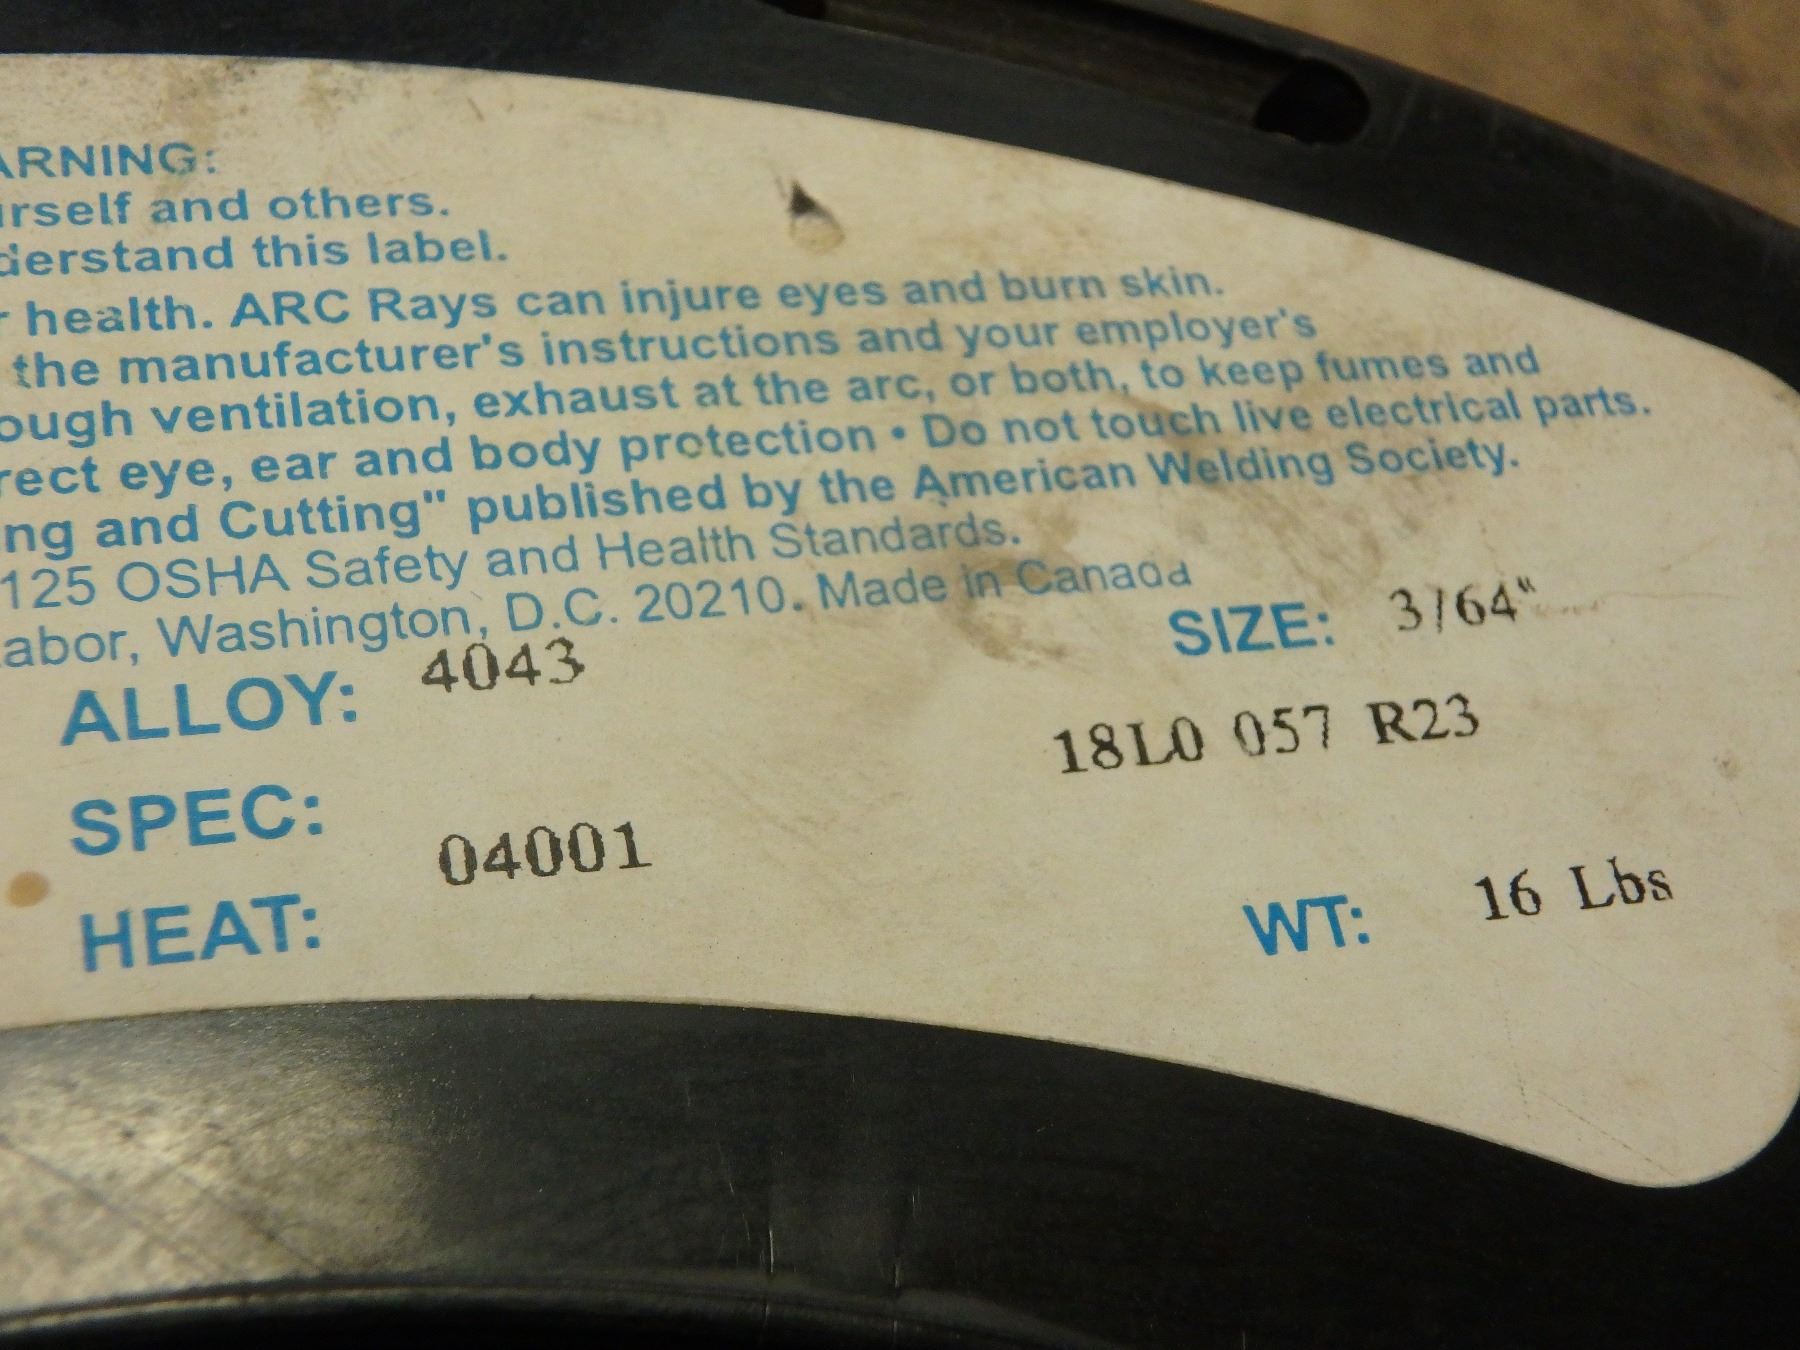 ARNING:
urself and others.
derstand this label.
r health. ARC Rays can injure eyes and burn skin.
the manufacturer's instructions and your employer's
ough ventilation, exhaust at the arc, or both, to keep fumes and
rect eye, ear and body protection • Do not touch live electrical parts.
ng and Cutting" published by the American Welding Society.
125 OSHA Safety and Health Standards.
abor, Washington, D.C. 20210. Made in Canada
ALLOY: 4043 SIZE: 3/64"
18L0 057 R23
SPEC:
04001
HEAT: WT: 16 Lbs